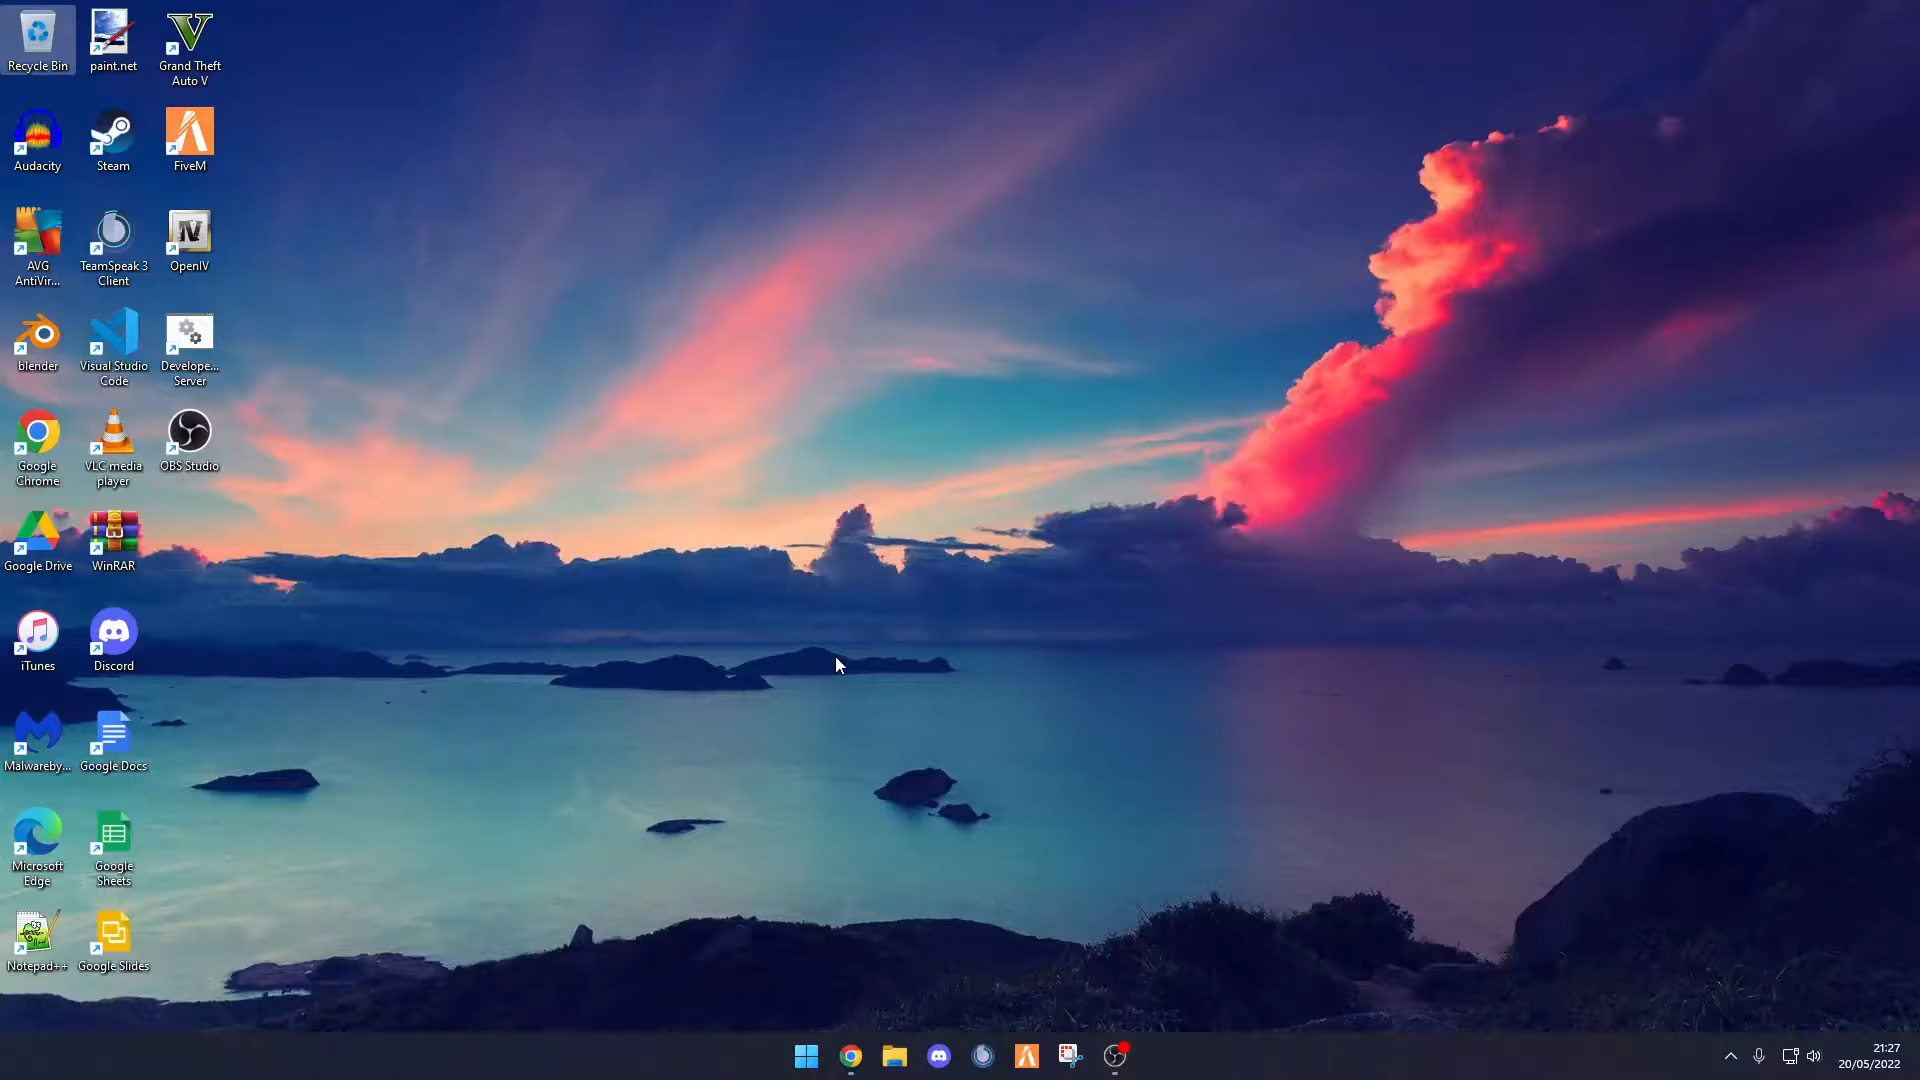 Recycle Bin
paint.net
Grand Theft
Auto V
Audacity
Steam
FiveM
AVG
AntiVir...
TeamSpeak 3
Client
OpenIV
blender
Visual Studio
Code
Develope...
Server
Google
Chrome
VLC media
player
OBS Studio
Google Drive
WinRAR
iTunes
Discord
Malwareby...
Google Docs
Microsoft
Edge
Google
Sheets
Notepad++
Google Slides
21:27
20/05/2022